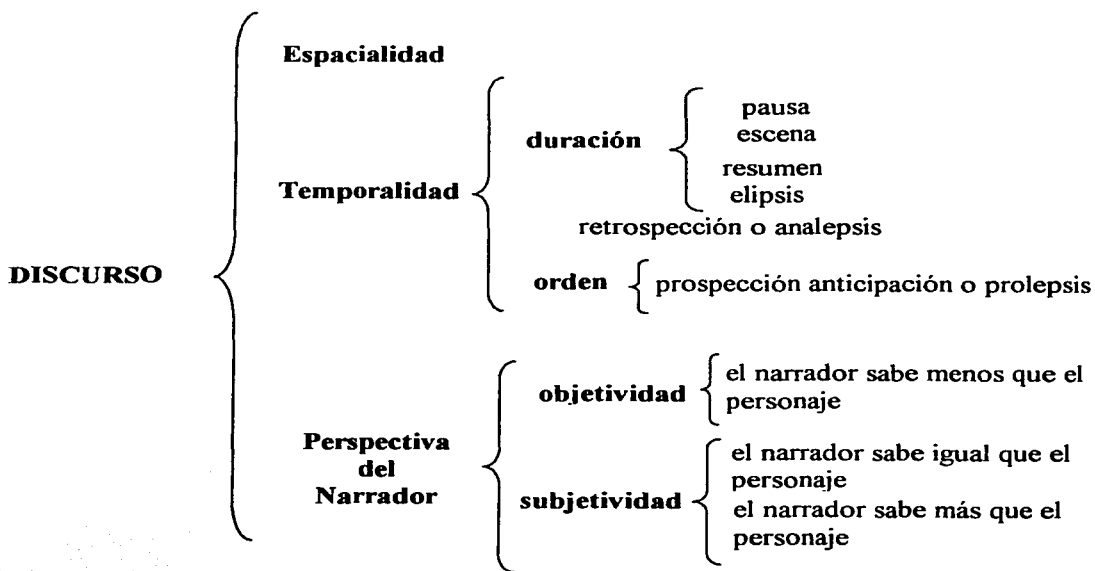 Espacialidad
pausa
duración
escena
resumen
Temporalidad
elipsis
retrospección o analepsis
DISCURSO
orden
prospección anticipación o prolepsis
objetividad
el narrador sabe menos que el
personaje
Perspectiva
del
Narrador
subjetividad
el narrador sabe igual que el
personaje
el narrador sabe más que el
personaje